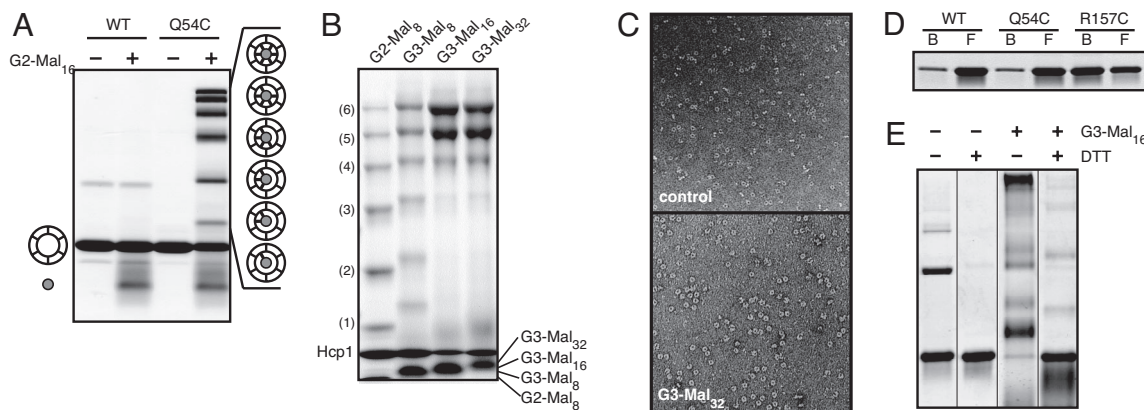 A
WT Q54C
G2-Mal16 − + − +
B
G2-Mal8
G3-Mal8
G3-Mal16
G3-Mal32
(6)
(5)
(4)
(3)
(2)
(1)
Hcp1
G3-Mal32
G3-Mal16
G3-Mal8
G2-Mal8
C
control
G3-Mal32
D
WT Q54C R157C
B F B F B F
E
− − + + G3-Mal16
− + − + DTT